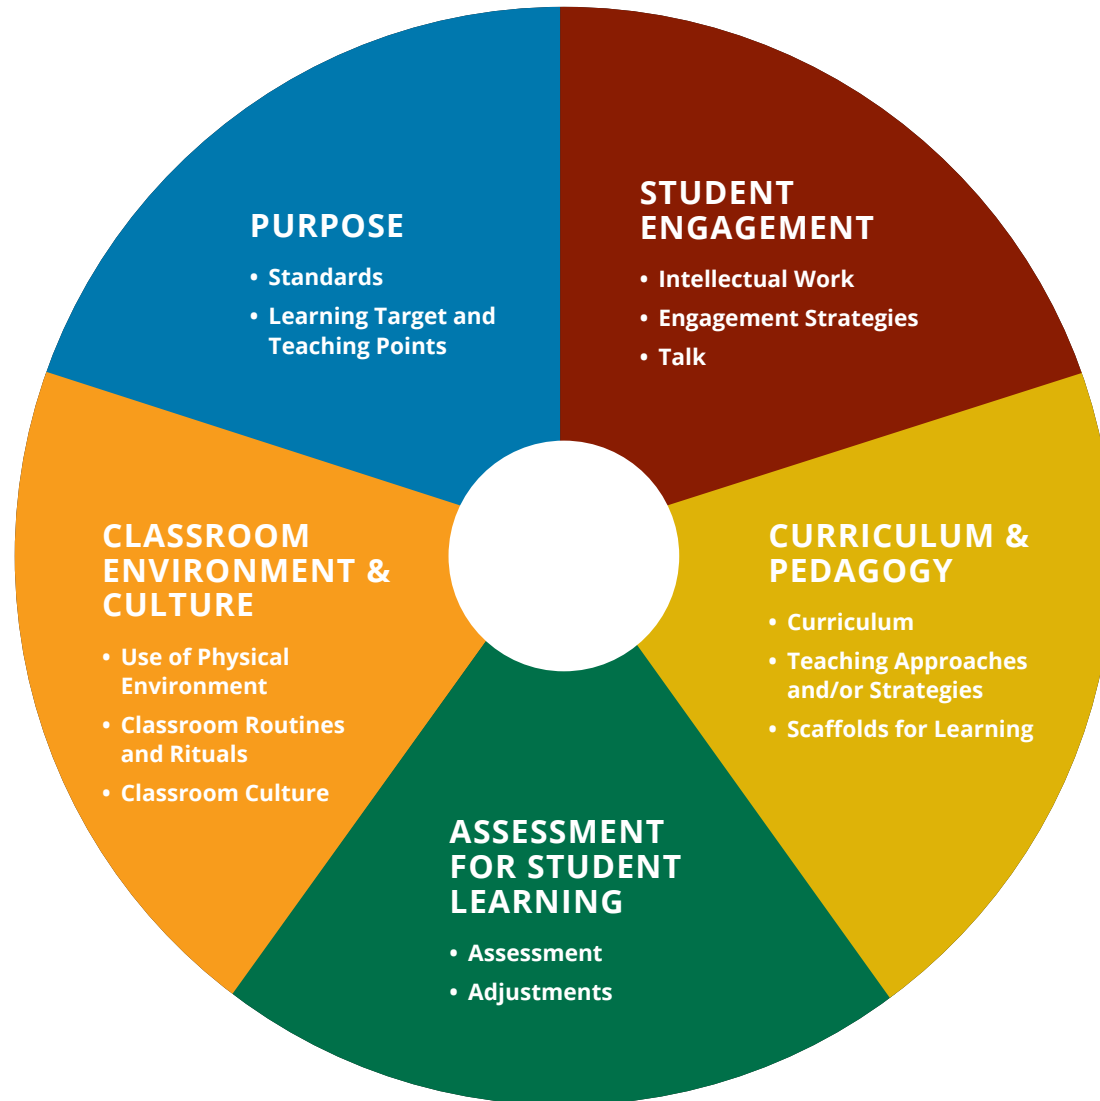 PURPOSE
• Standards
• Learning Target and
Teaching Points
STUDENT
ENGAGEMENT
• Intellectual Work
• Engagement Strategies
• Talk
CURRICULUM &
PEDAGOGY
• Curriculum
• Teaching Approaches
and/or Strategies
• Scaffolds for Learning
ASSESSMENT
FOR STUDENT
LEARNING
• Assessment
• Adjustments
CLASSROOM
ENVIRONMENT &
CULTURE
• Use of Physical
Environment
• Classroom Routines
and Rituals
• Classroom Culture